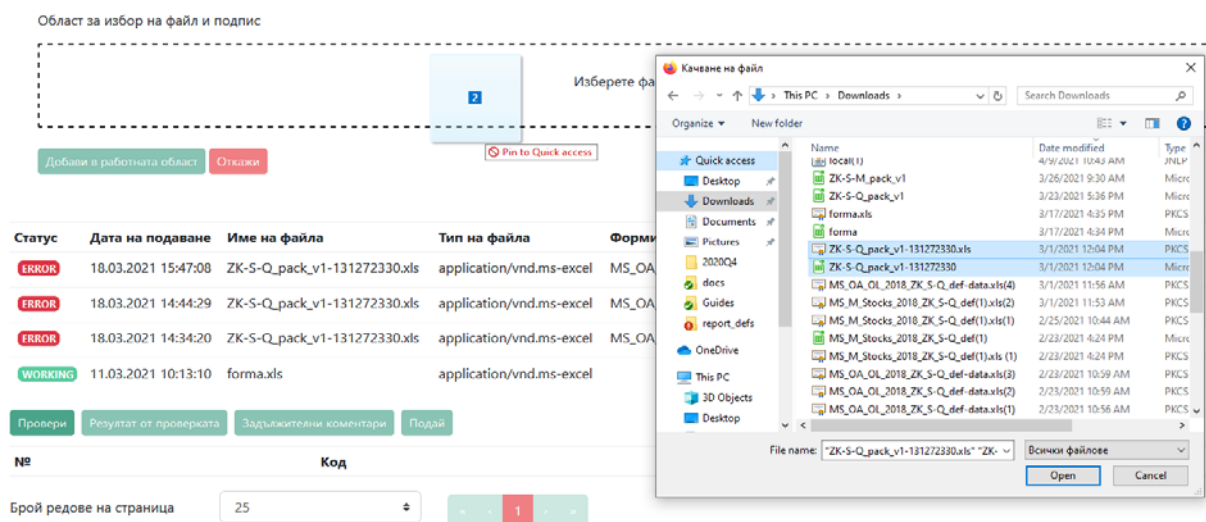 Област за избор на файл и подпис
2
Изберете фа
Pin to Quick access
Добави в работната област Откажи
Статус Дата на подаване Име на файла Тип на файла Форми
ERROR 18.03.2021 15:47:08 ZK-S-Q_pack_v1-131272330.xls application/vnd.ms-excel MS_OA_
ERROR 18.03.2021 14:44:29 ZK-S-Q_pack_v1-131272330.xls application/vnd.ms-excel MS_OA_
ERROR 18.03.2021 14:34:20 ZK-S-Q_pack_v1-131272330.xls application/vnd.ms-excel MS_OA_
WORKING 11.03.2021 10:13:10 forma.xls application/vnd.ms-excel
Провери Резултат от проверката Задължителни коментари Подай
№ Код
Брой редове на страница 25 « ‹ 1 › »
Качване на файл
This PC › Downloads › Search Downloads
Organize New folder
Quick access
Desktop
Downloads
Documents
Pictures
2020Q4
docs
Guides
report_defs
OneDrive
This PC
3D Objects
Desktop
Name Date modified Type
local(1) 4/9/2021 10:43 AM JNLP
ZK-S-M_pack_v1 3/26/2021 9:30 AM Micro
ZK-S-Q_pack_v1 3/23/2021 5:36 PM Micro
forma.xls 3/17/2021 4:35 PM PKCS
forma 3/17/2021 4:34 PM Micro
ZK-S-Q_pack_v1-131272330.xls 3/1/2021 12:04 PM PKCS
ZK-S-Q_pack_v1-131272330 3/1/2021 12:04 PM Micro
MS_OA_OL_2018_ZK_S-Q_def-data.xls(4) 3/1/2021 11:56 AM PKCS
MS_M_Stocks_2018_ZK_S-Q_def(1).xls(2) 3/1/2021 11:53 AM PKCS
MS_M_Stocks_2018_ZK_S-Q_def(1).xls(1) 2/25/2021 10:44 AM PKCS
MS_M_Stocks_2018_ZK_S-Q_def(1) 2/23/2021 4:24 PM Micro
MS_M_Stocks_2018_ZK_S-Q_def(1).xls (1) 2/23/2021 4:24 PM PKCS
MS_OA_OL_2018_ZK_S-Q_def-data.xls(3) 2/23/2021 10:59 AM PKCS
MS_OA_OL_2018_ZK_S-Q_def-data.xls(2) 2/23/2021 10:59 AM PKCS
MS_OA_OL_2018_ZK_S-Q_def-data.xls(1) 2/23/2021 10:56 AM PKCS
File name: "ZK-S-Q_pack_v1-131272330.xls" "ZK- Всички файлове
Open Cancel